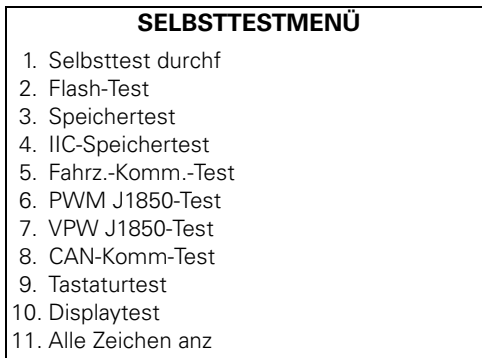 SELBSTTESTMENÜ
1. Selbsttest durchf
2. Flash-Test
3. Speichertest
4. IIC-Speichertest
5. Fahrz.-Komm.-Test
6. PWM J1850-Test
7. VPW J1850-Test
8. CAN-Komm-Test
9. Tastaturtest
10. Displaytest
11. Alle Zeichen anz